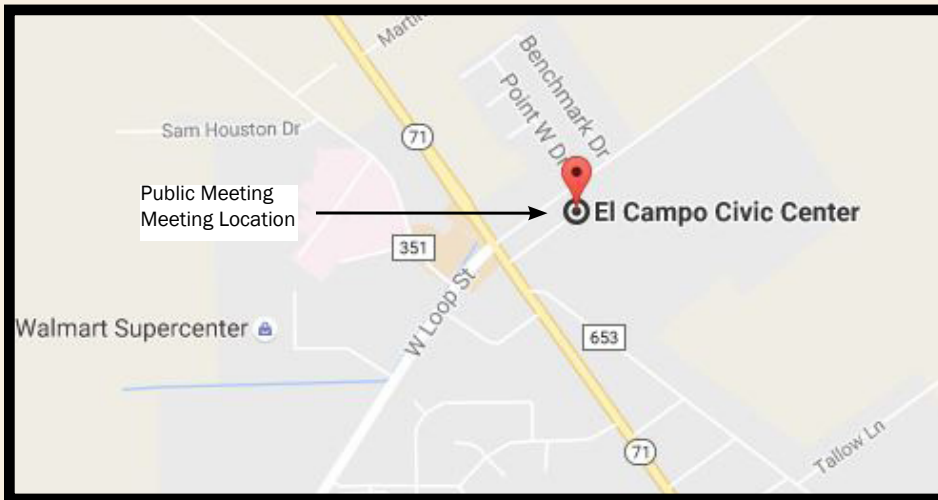 Martin
Benchmark Dr
Point W Dr
Sam Houston Dr
71
Public Meeting
Meeting Location
El Campo Civic Center
351
W Loop St
Walmart Supercenter
653
71
Tallow Ln